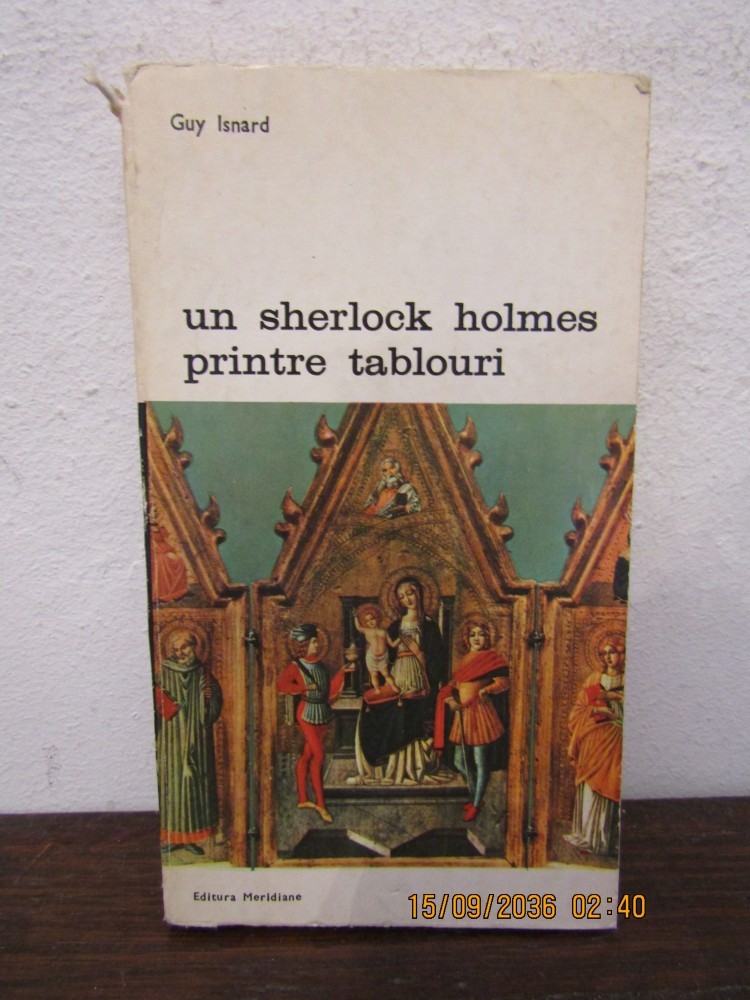 Guy Isnard
un sherlock holmes
printre tablouri
Editura Meridiane
15/09/2036 02:40